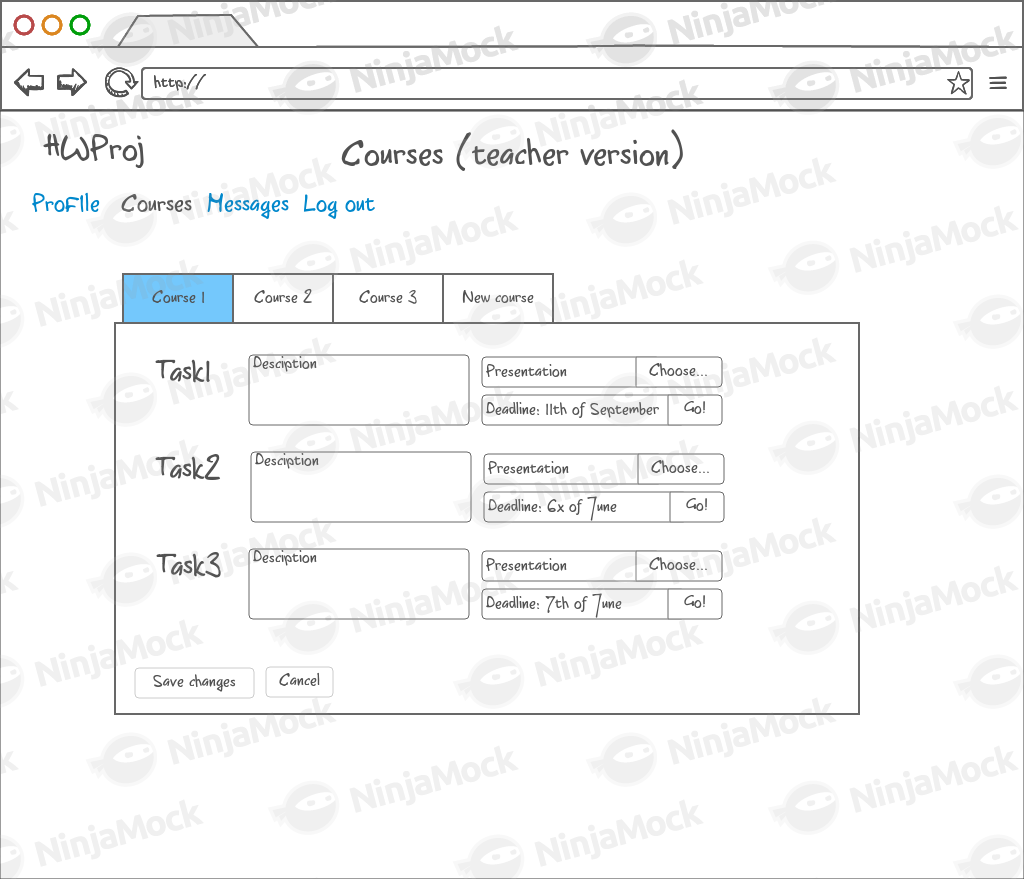 http://
HWProj
Courses (teacher version)
Profile Courses Messages Log out
Course 1 Course 2 Course 3 New course
Task1
Desciption
Presentation Choose...
Deadline: 11th of September Go!
Task2
Desciption
Presentation Choose...
Deadline: 6x of June Go!
Task3
Desciption
Presentation Choose...
Deadline: 7th of June Go!
Save changes Cancel
NinjaMock